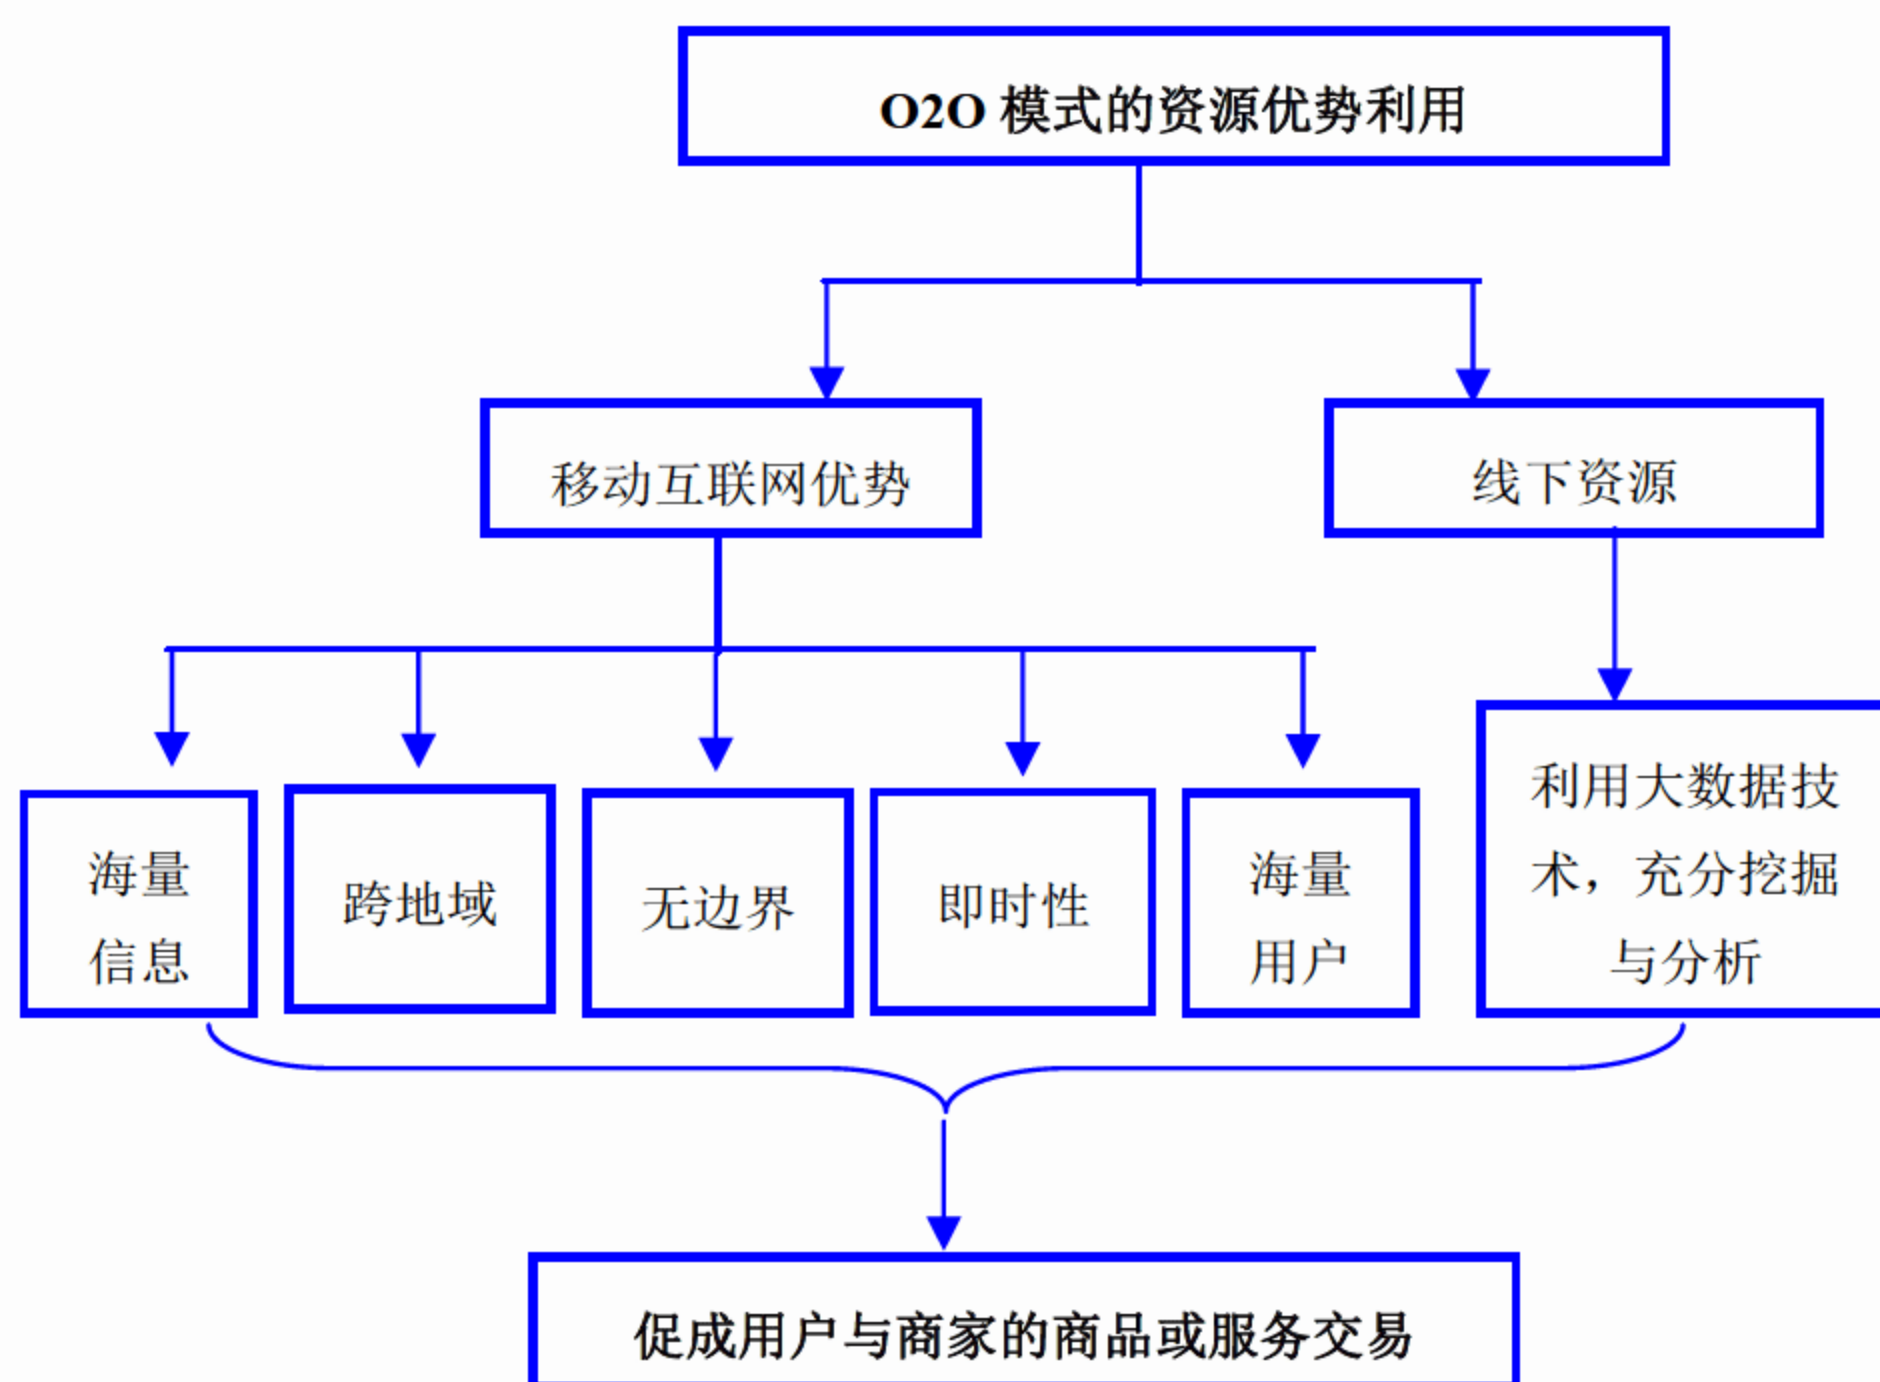 O2O 模式的资源优势利用
移动互联网优势
线下资源
海量
信息
跨地域
无边界
即时性
海量
用户
利用大数据技
术，充分挖掘
与分析
促成用户与商家的商品或服务交易